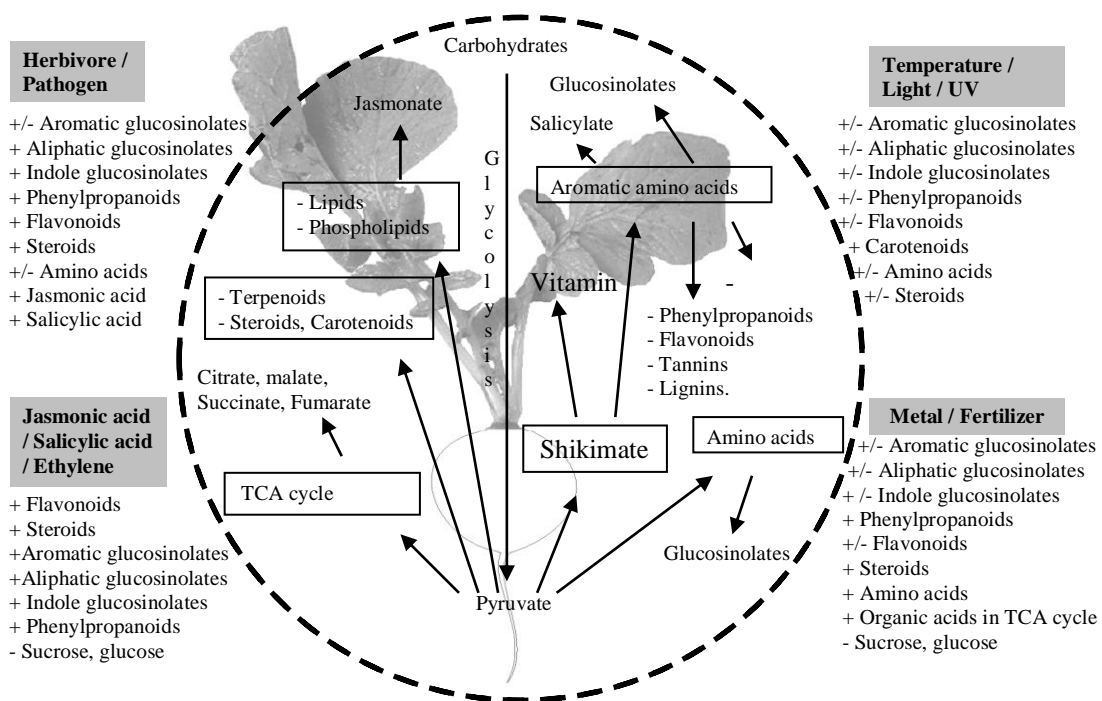 Herbivore /
Pathogen
+/- Aromatic glucosinolates
+ Aliphatic glucosinolates
+ Indole glucosinolates
+ Phenylpropanoids
+ Flavonoids
+ Steroids
+/- Amino acids
+ Jasmonic acid
+ Salicylic acid
Jasmonic acid
/ Salicylic acid
/ Ethylene
+ Flavonoids
+ Steroids
+Aromatic glucosinolates
+Aliphatic glucosinolates
+ Indole glucosinolates
+ Phenylpropanoids
- Sucrose, glucose
Carbohydrates
Glycolysis
Jasmonate
- Lipids
- Phospholipids
- Terpenoids
- Steroids, Carotenoids
Citrate, malate,
Succinate, Fumarate
TCA cycle
Pyruvate
Glucosinolates
Salicylate
Aromatic amino acids
Vitamin
-
- Phenylpropanoids
- Flavonoids
- Tannins
- Lignins.
Shikimate
Amino acids
Glucosinolates
Temperature /
Light / UV
+/- Aromatic glucosinolates
+/- Aliphatic glucosinolates
+/- Indole glucosinolates
+/- Phenylpropanoids
+/- Flavonoids
+ Carotenoids
+/- Amino acids
+/- Steroids
Metal / Fertilizer
+/- Aromatic glucosinolates
+/- Aliphatic glucosinolates
+ /- Indole glucosinolates
+ Phenylpropanoids
+/- Flavonoids
+ Steroids
+ Amino acids
+ Organic acids in TCA cycle
- Sucrose, glucose